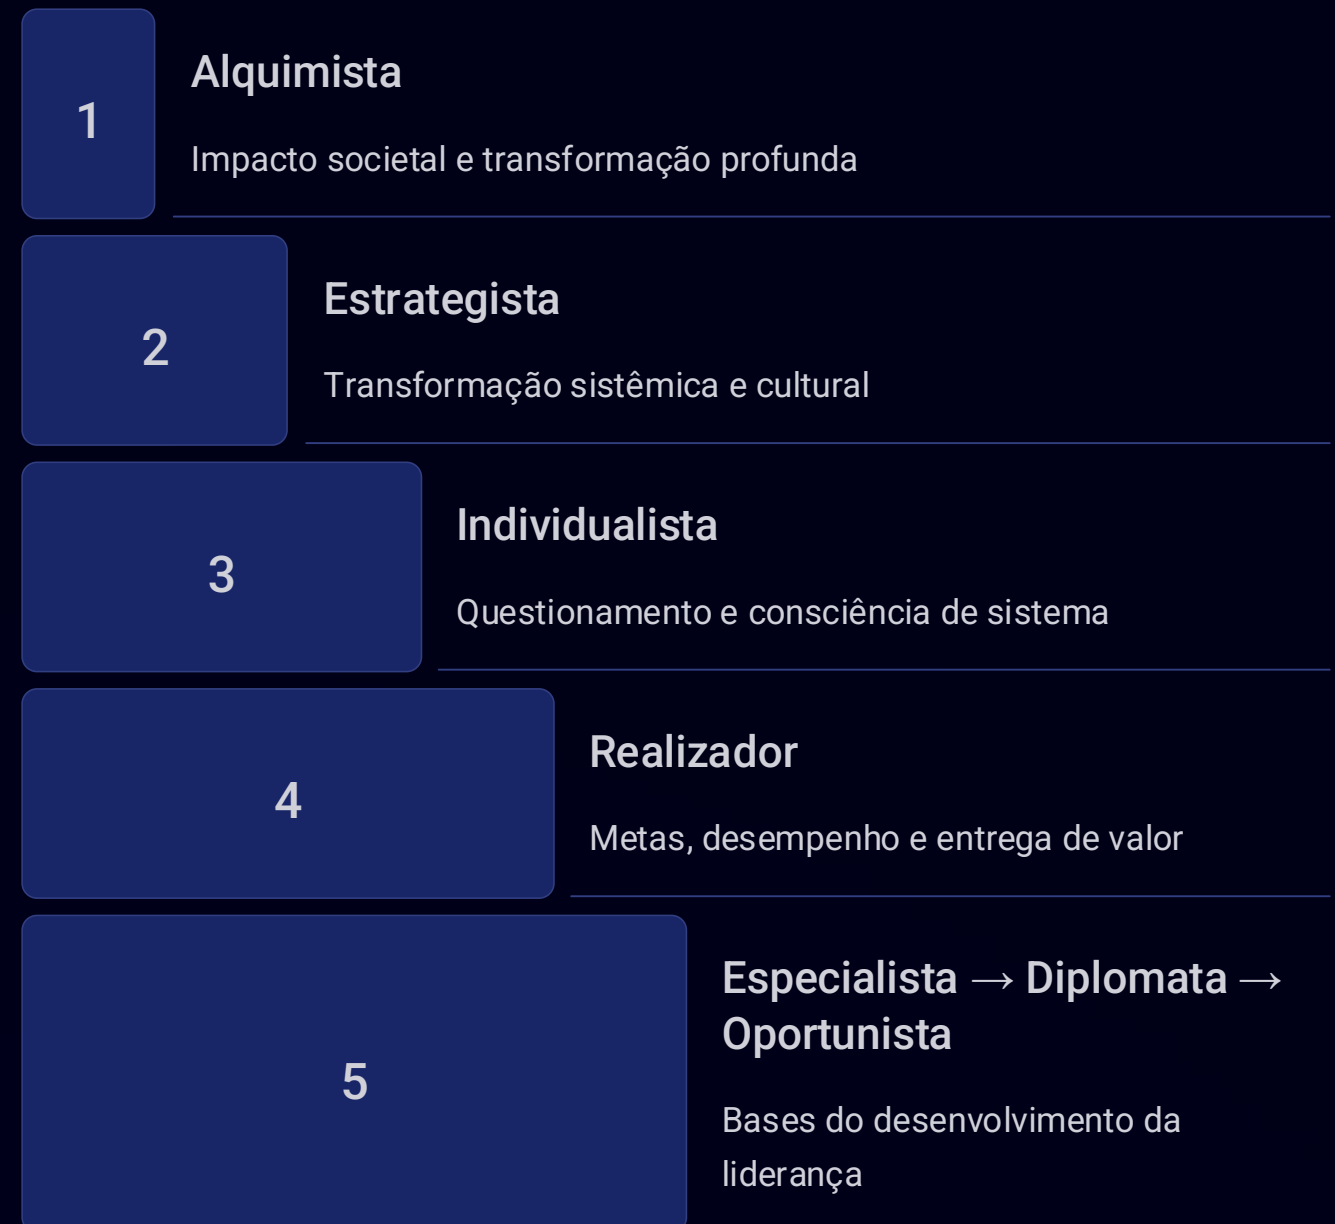 1
Alquimista
Impacto societal e transformação profunda
2
Estrategista
Transformação sistêmica e cultural
3
Individualista
Questionamento e consciência de sistema
4
Realizador
Metas, desempenho e entrega de valor
5
Especialista → Diplomata →
Oportunista
Bases do desenvolvimento da
liderança